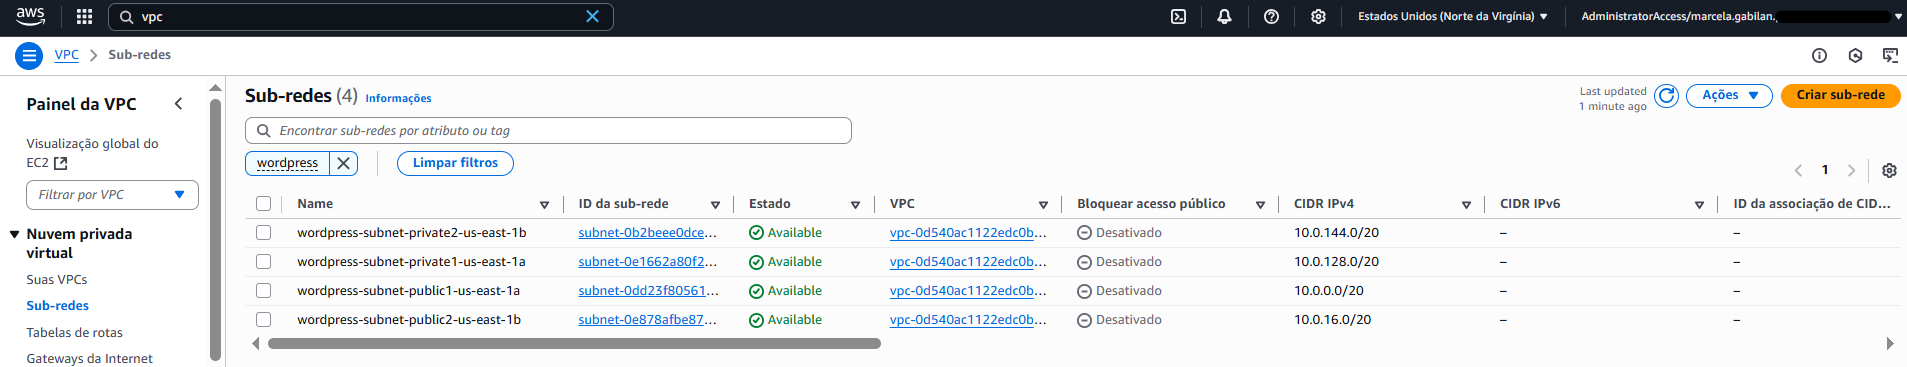 aws
vpc
Estados Unidos (Norte da Virgínia)
AdministratorAccess/marcela.gabilan.
VPC
Sub-redes
Painel da VPC
Visualização global do
EC2
Filtrar por VPC
Nuvem privada
virtual
Suas VPCs
Sub-redes
Tabelas de rotas
Gateways da Internet
Sub-redes (4) Informações
Last updated
1 minute ago
Ações
Criar sub-rede
Encontrar sub-redes por atributo ou tag
wordpress
Limpar filtros
1
Name ID da sub-rede Estado VPC Bloquear acesso público CIDR IPv4 CIDR IPv6 ID da associação de CID...
wordpress-subnet-private2-us-east-1b subnet-0b2beee0dce... Available vpc-0d540ac1122edc0b... Desativado 10.0.144.0/20 – –
wordpress-subnet-private1-us-east-1a subnet-0e1662a80f2... Available vpc-0d540ac1122edc0b... Desativado 10.0.128.0/20 – –
wordpress-subnet-public1-us-east-1a subnet-0dd23f80561... Available vpc-0d540ac1122edc0b... Desativado 10.0.0.0/20 – –
wordpress-subnet-public2-us-east-1b subnet-0e878afbe87... Available vpc-0d540ac1122edc0b... Desativado 10.0.16.0/20 – –